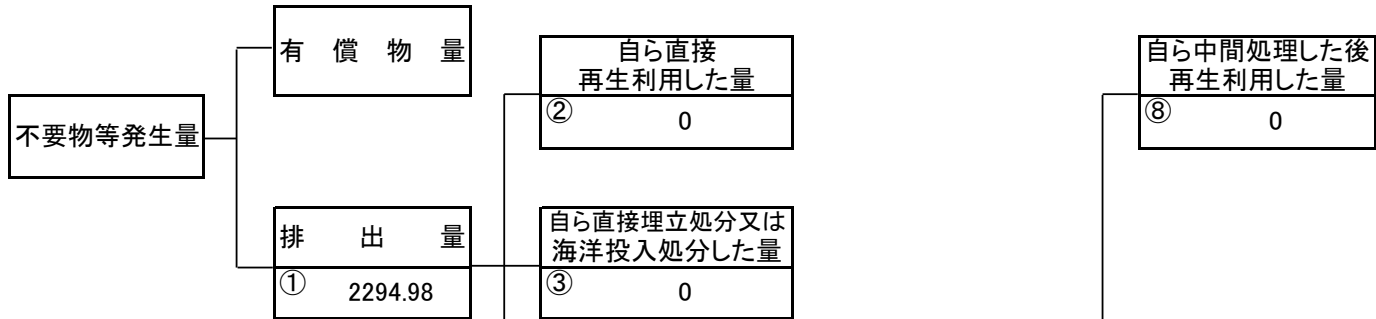 有償物量
自ら直接
再生利用した量
② 0
自ら中間処理した後
再生利用した量
⑧ 0
不要物等発生量
排出量
① 2294.98
自ら直接埋立処分又は
海洋投入処分した量
③ 0